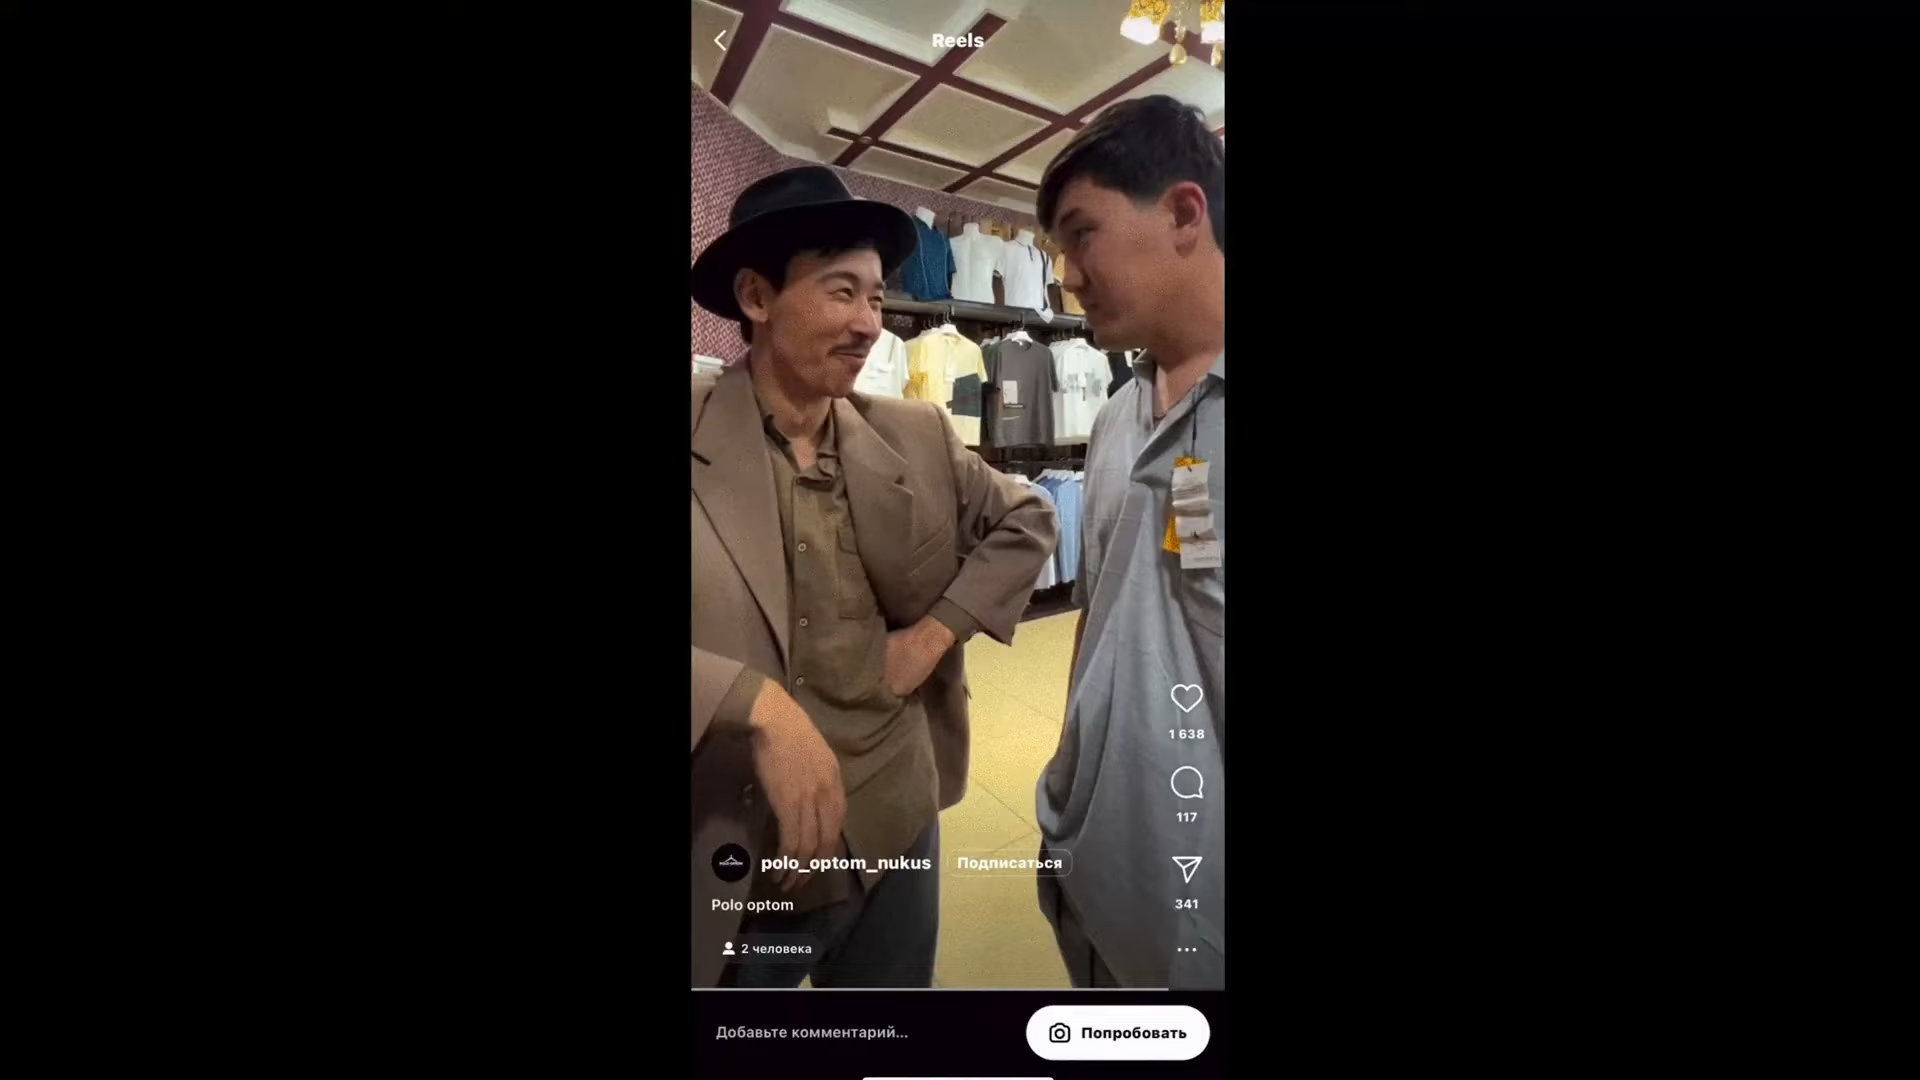 Reels
1 638
117
polo_optom_nukus Подписаться
341
Polo optom
2 человека
Добавьте комментарий...
Попробовать